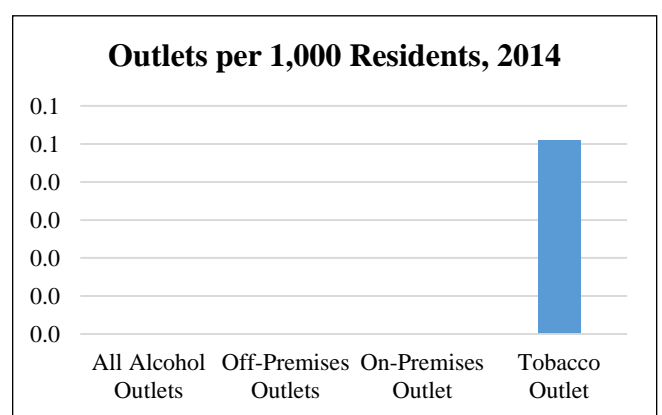 Outlets per 1,000 Residents, 2014
0.1
0.1
0.0
0.0
0.0
0.0
0.0
All Alcohol Outlets
Off-Premises Outlets
On-Premises Outlet
Tobacco Outlet